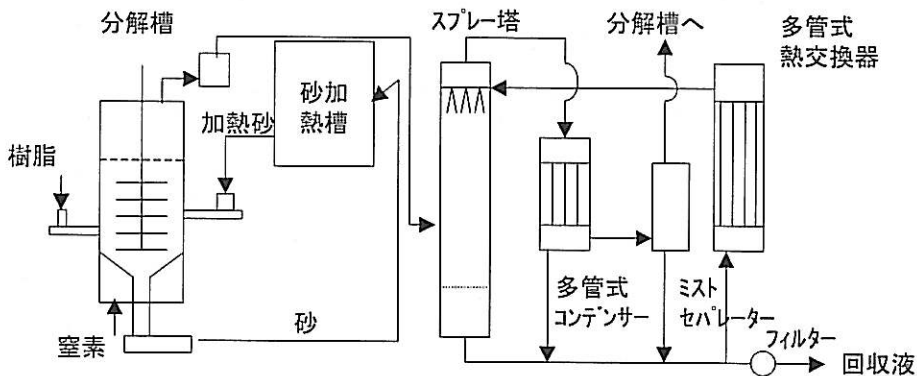 分解槽
スプレー塔
分解槽へ
多管式
熱交換器
砂加
熱槽
加熱砂
樹脂
窒素
砂
多管式
コンデンサー
ミスト
セパレーター
フィルター
回収液